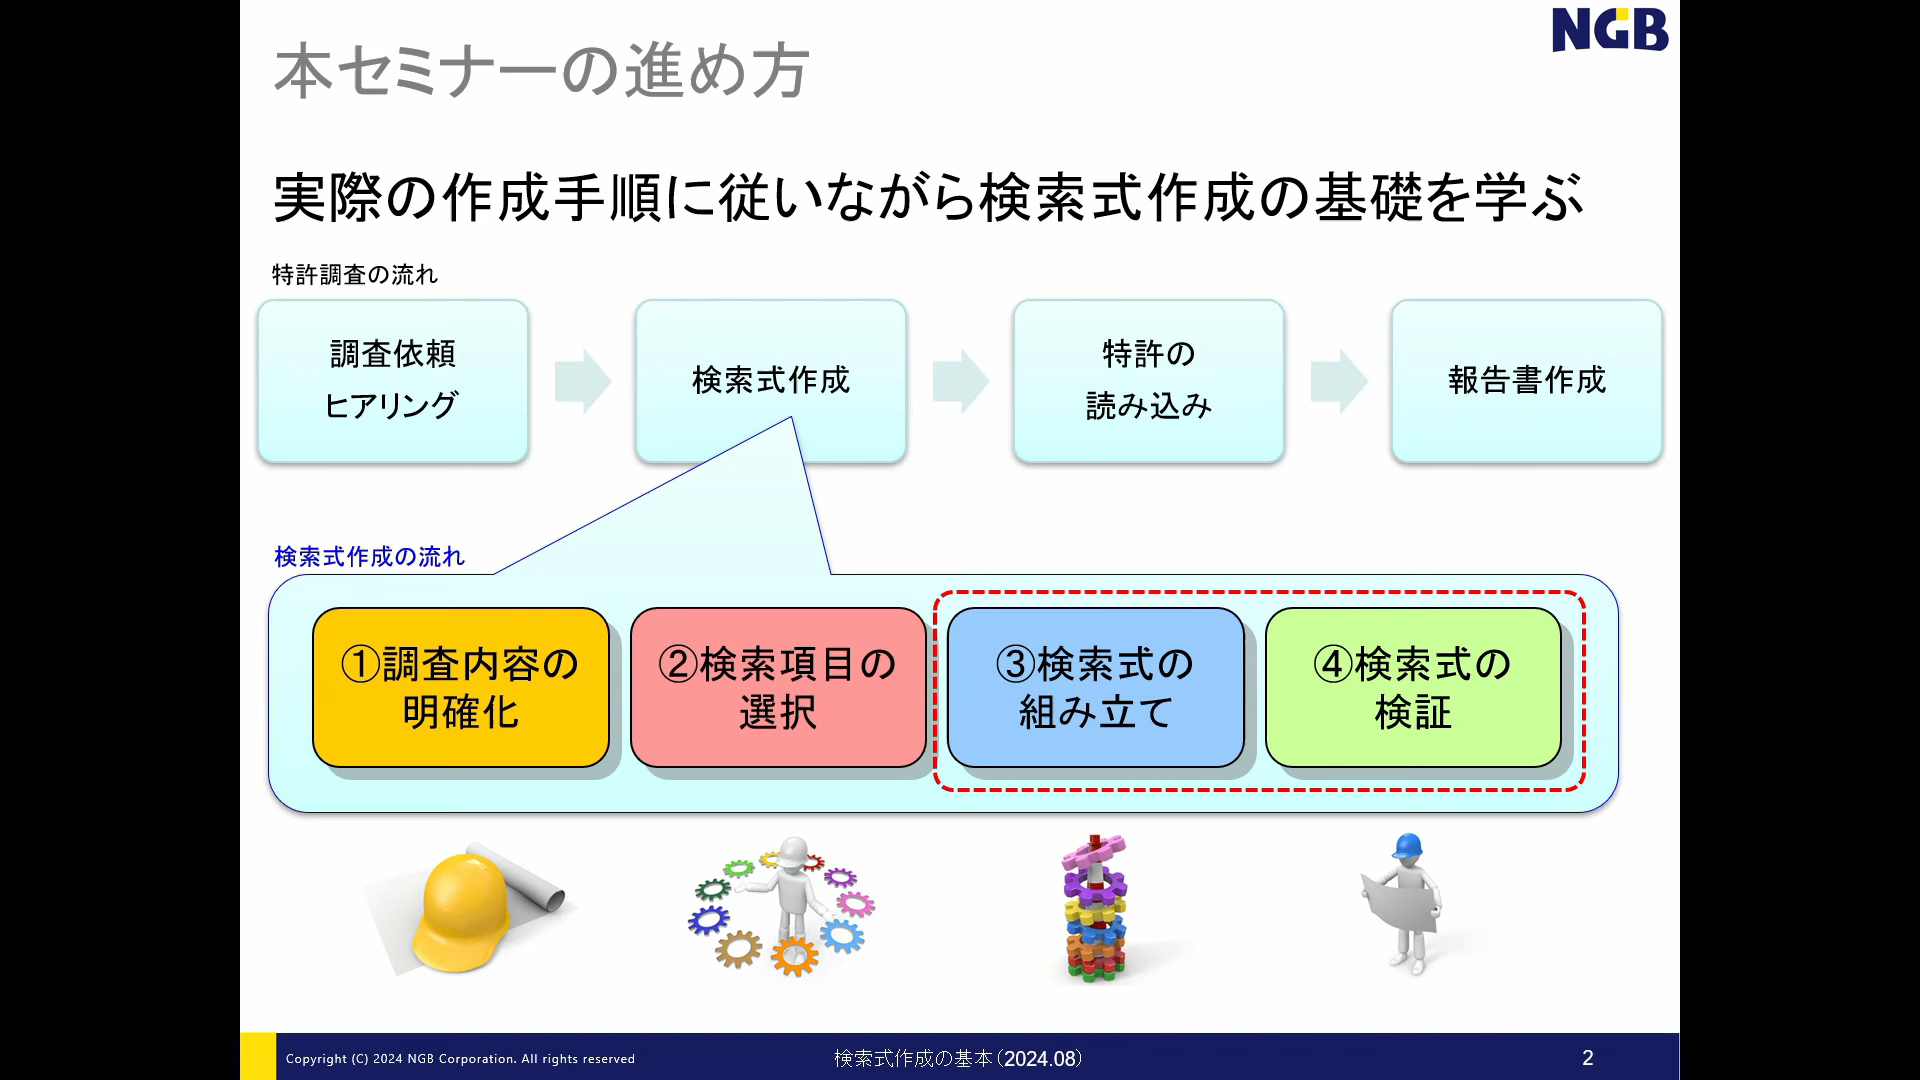 NGB
本セミナーの進め方
実際の作成手順に従いながら検索式作成の基礎を学ぶ
特許調査の流れ
調査依頼
ヒアリング
検索式作成
特許の
読み込み
報告書作成
検索式作成の流れ
①調査内容の
明確化
②検索項目の
選択
③検索式の
組み立て
④検索式の
検証
Copyright (C) 2024 NGB Corporation. All rights reserved
検索式作成の基本(2024.08)
2